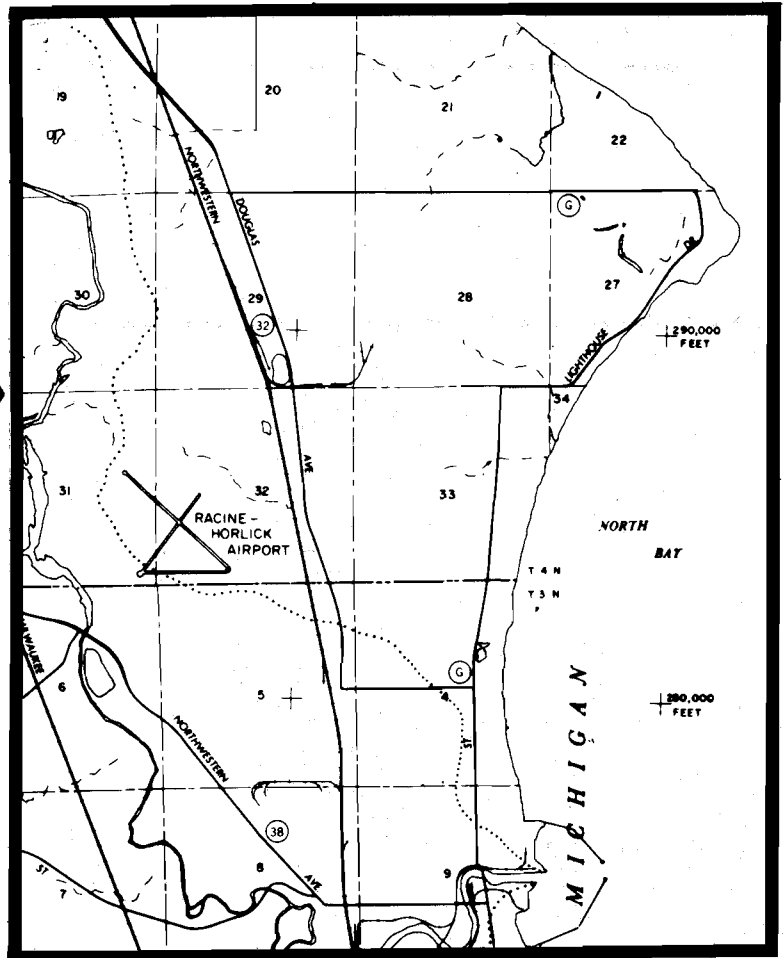 19
20
21
22
NORTHWESTERN
DOUGLAS
G
30
29
28
27
DR
32
290,000
FEET
LIGHTHOUSE
34
AVE
31
32
33
RACINE –
HORLICK
AIRPORT
NORTH
BAY
T 4 N
T 3 N
MILWAUKEE
G
6
5
4
280,000
FEET
NORTHWESTERN
ST
MICHIGAN
38
ST
7
8
AVE.
9